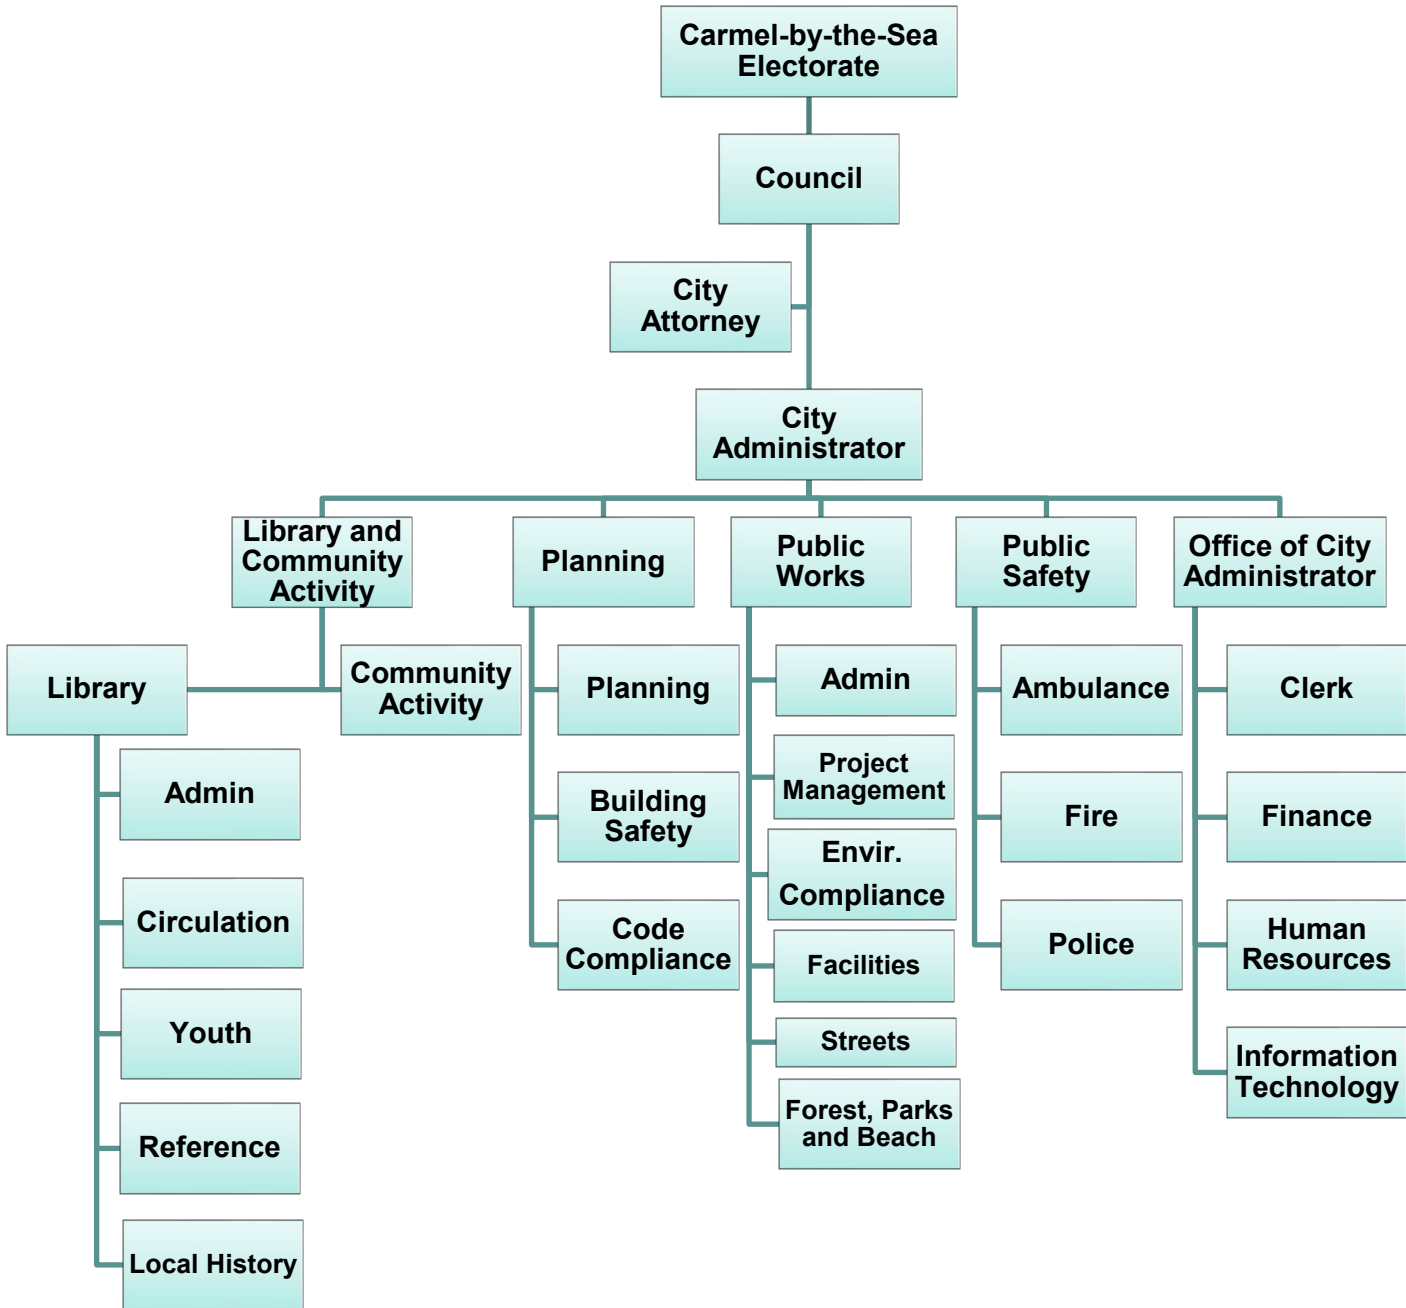 Carmel-by-the-Sea
Electorate
Council
City
Attorney
City
Administrator
Library and
Community
Activity
Planning
Public
Works
Public
Safety
Office of City
Administrator
Library
Community
Activity
Admin
Circulation
Youth
Reference
Local History
Planning
Building
Safety
Code
Compliance
Admin
Project
Management
Envir.
Compliance
Facilities
Streets
Forest, Parks
and Beach
Ambulance
Fire
Police
Clerk
Finance
Human
Resources
Information
Technology